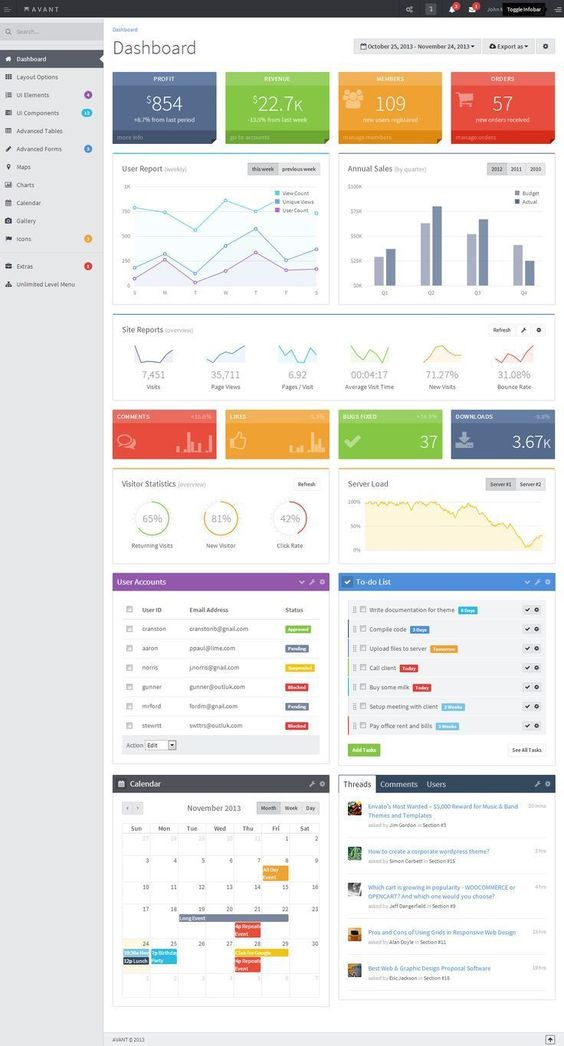 AVANT
Toggle Infobar
Search...
Dashboard
Layout Options
UI Elements 4
UI Components 12
Advanced Tables
Advanced Forms
Maps
Charts
Calendar
Gallery
Icons
Extras 1
Unlimited Level Menu
Dashboard
Dashboard
October 25, 2013 - November 24, 2013
Export as
PROFIT
$854
+8.7% from last period
more info
REVENUE
$22.7K
-13.5% from last week
go to accounts
MEMBERS
109
new users registered
manage members
ORDERS
57
new orders received
manage orders
User Report (weekly)
this week previous week
View Count
Unique Views
User Count
1K
750
500
250
0
S M T W T F S
Annual Sales (by quarter)
2012 2011 2010
Budget
Actual
$100K
$75K
$50K
$25K
$0K
Q1 Q2 Q3 Q4
Site Reports (overview)
Refresh
7,451
Visits
35,711
Page Views
6.92
Pages / Visit
00:04:17
Average Visit Time
71.27%
New Visits
31.08%
Bounce Rate
COMMENTS
LIKES
BUGS FIXED
37
DOWNLOADS
3.67K
Visitor Statistics (overview)
Refresh
65%
Returning Visits
81%
New Visitor
42%
Click Rate
Server Load
Server #1 Server #2
100%
50%
0%
User Accounts
User ID Email Address Status
cranston cranstonb@gnail.com Approved
aaron ppaul@lime.com Pending
norris j.norris@gnail.com Suspended
gunner gunner@outluk.com Blocked
mrford fordm@gnail.com Pending
stewrtt swttrs@outluk.com Blocked
Action Edit
To-do List
Write documentation for theme 6 Days
Compile code 3 Days
Upload files to server Tomorrow
Call client Today
Buy some milk Today
Setup meeting with client 2 Weeks
Pay office rent and bills 3 Weeks
Add Tasks
See All Tasks
Calendar
November 2013
Month Week Day
Sun Mon Tue Wed Thu Fri Sat
27 28 29 30 31 1 2
3 4 5 6 7 8 9
All Day
Event
10 11 12 13 14 15 16
17 18 19 20 21 22 23
Long Event
4p Repeat
Event
24 25 26 27 28 29 30
7p Birthday
Party
12p Lunch
Click for Google
4p Repeat
Event
1 2 3 4 5 6 7
Threads Comments Users
Envato's Most Wanted – $5,000 Reward for Music & Band
Themes and Templates
asked by Jim Gordon in Section #3
How to create a corporate wordpress theme?
asked by Simon Corbett in Section #15
3 hrs
Which cart is growing in popularity - WOOCOMMERCE or
OPENCART? And which one would you choose?
asked by Jeff Dangerfield in Section #9
4 hrs
Pros and Cons of Using Grids in Responsive Web Design
asked by Alan Doyle in Section #23
13 hrs
Best Web & Graphic Design Proposal Software
asked by Eric Jackson in Section #15
19 hrs
AVANT © 2013